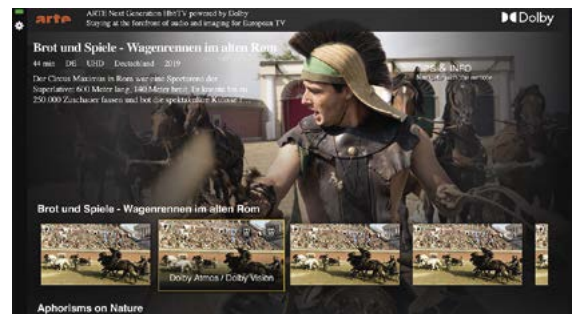 arte
ARTE Next Generation HbbTV powered by Dolby
Staying at the forefront of audio and imaging for European TV
Dolby
Brot und Spiele - Wagenrennen im alten Rom
44 min DE UHD Deutschland 2019
& INFO
Der Circus Maximus in Rom war eine Sportarena der
Superlative: 600 Meter lang, 140 Meter breit. Er konnte bis zu
250.000 Zuschauer fassen und bot die spektakuläre Kulisse f
Brot und Spiele - Wagenrennen im alten Rom
Dolby Atmos / Dolby Vision
Aphorisms on Nature